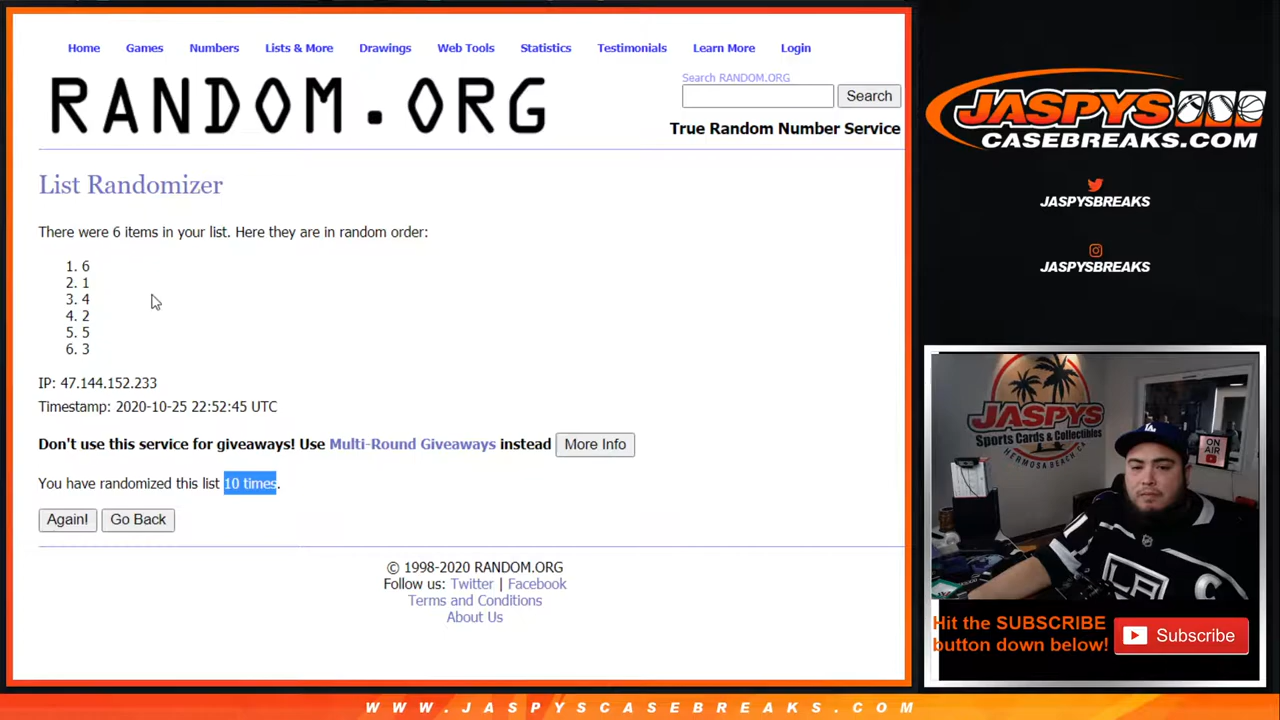 Home Games Numbers Lists & More Drawings Web Tools Statistics Testimonials Learn More Login
RANDOM.ORG
Search RANDOM.ORG
Search
True Random Number Service
List Randomizer
There were 6 items in your list. Here they are in random order:
1. 6
2. 1
3. 4
4. 2
5. 5
6. 3
IP: 47.144.152.233
Timestamp: 2020-10-25 22:52:45 UTC
Don't use this service for giveaways! Use Multi-Round Giveaways instead More Info
You have randomized this list 10 times.
Again! Go Back
© 1998-2020 RANDOM.ORG
Follow us: Twitter | Facebook
Terms and Conditions
About Us
JASPYS
CASEBREAKS.COM
JASPYSBREAKS
JASPYSBREAKS
JASPYS
Sports Cards & Collectibles
HERMOSA BEACH, CA
ON AIR
LA
C
Hit the SUBSCRIBE
button down below!
Subscribe
WWW.JASPYSCASEBREAKS.COM